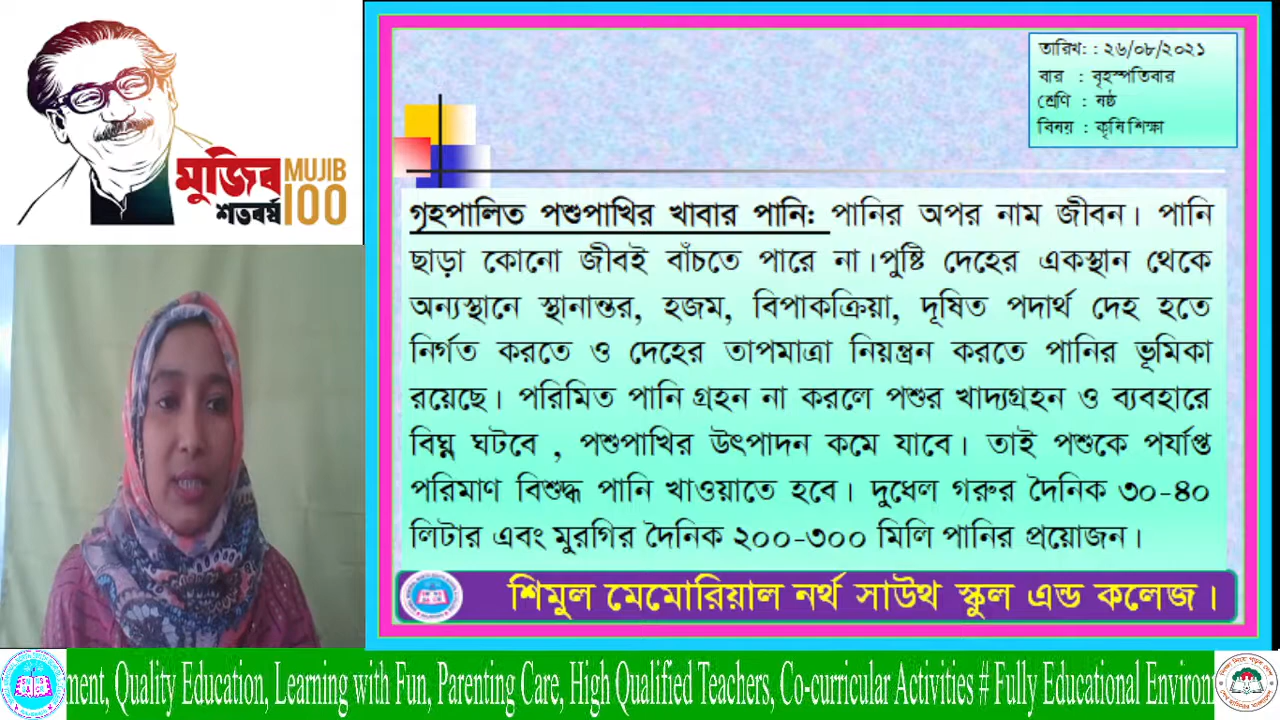 মুজিব
শতবর্ষ
MUJIB
100
তারিখ: : ২৬/০৮/২০২১
বার : বৃহস্পতিবার
শ্রেণি : ষষ্ঠ
বিষয় : কৃষি শিক্ষা
গৃহপালিত পশুপাখির খাবার পানি: পানির অপর নাম জীবন। পানি
ছাড়া কোনো জীবই বাঁচতে পারে না।পুষ্টি দেহের একস্থান থেকে
অন্যস্থানে স্থানান্তর, হজম, বিপাকক্রিয়া, দূষিত পদার্থ দেহ হতে
নির্গত করতে ও দেহের তাপমাত্রা নিয়ন্ত্রন করতে পানির ভূমিকা
রয়েছে। পরিমিত পানি গ্রহন না করলে পশুর খাদ্যগ্রহন ও ব্যবহারে
বিঘ্ন ঘটবে , পশুপাখির উৎপাদন কমে যাবে। তাই পশুকে পর্যাপ্ত
পরিমাণ বিশুদ্ধ পানি খাওয়াতে হবে। দুধেল গরুর দৈনিক ৩০-৪০
লিটার এবং মুরগির দৈনিক ২০০-৩০০ মিলি পানির প্রয়োজন।
শিমুল মেমোরিয়াল নর্থ সাউথ স্কুল এন্ড কলেজ।
ment, Quality Education, Learning with Fun, Parenting Care, High Qualified Teachers, Co-curricular Activities # Fully Educational Environ